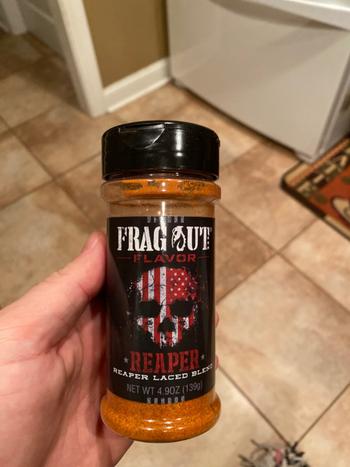 FRAG OUT
FLAVOR
REAPER
REAPER LACED BLEND
NET WT 4.9OZ (139g)